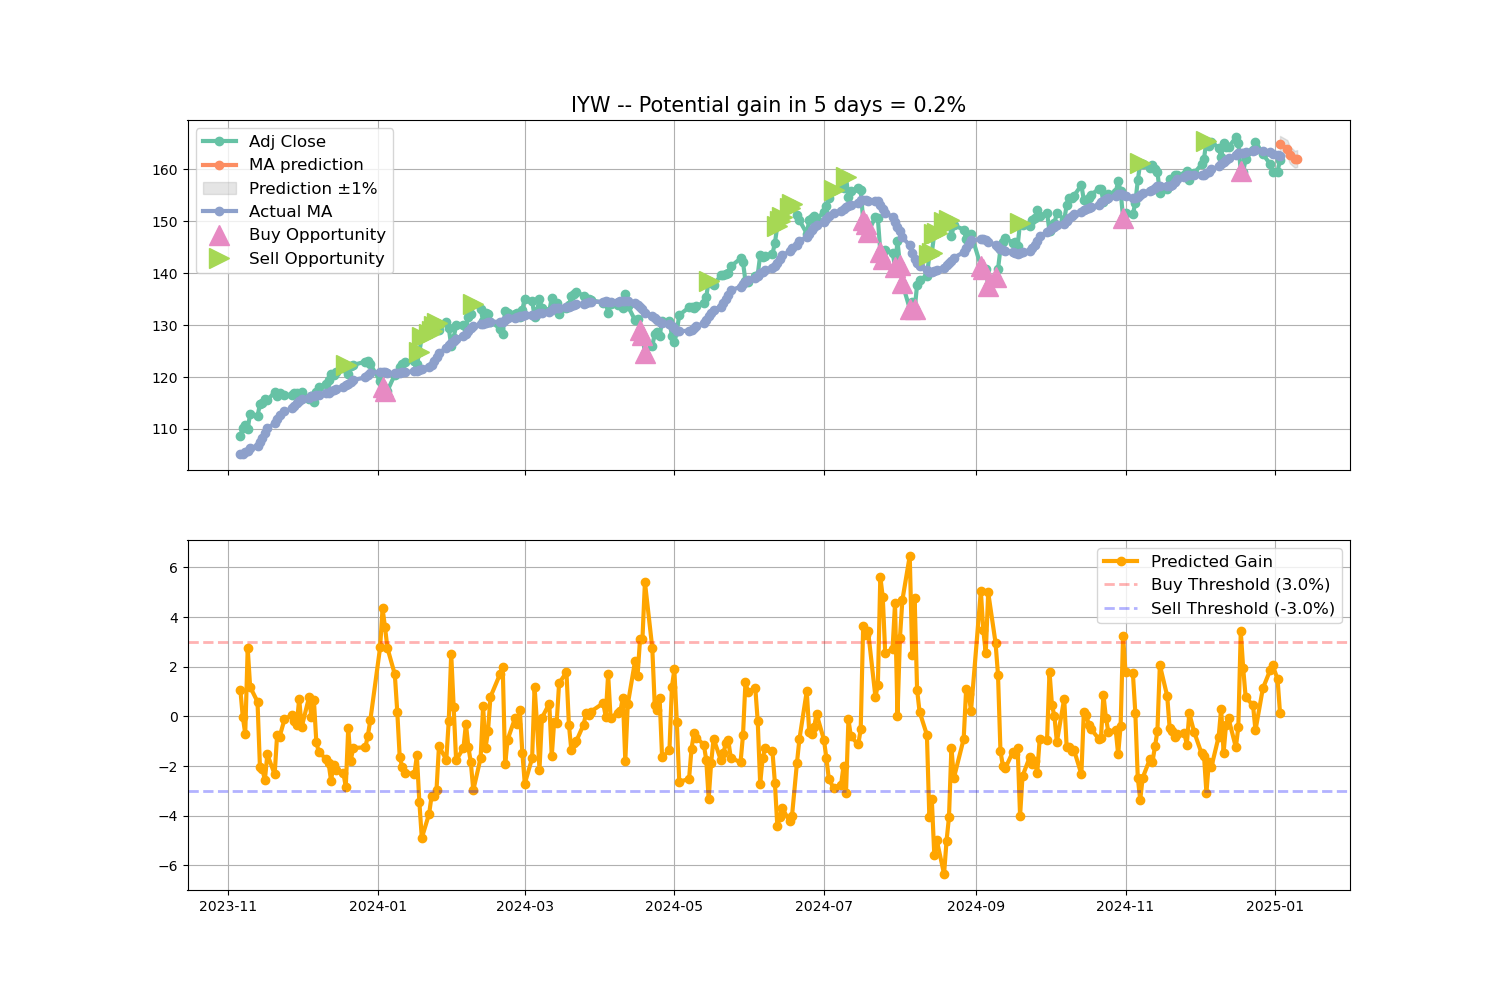 IYW -- Potential gain in 5 days = 0.2%
Adj Close
MA prediction
Prediction ±1%
Actual MA
Buy Opportunity
Sell Opportunity
160
150
140
130
120
110
Predicted Gain
Buy Threshold (3.0%)
Sell Threshold (-3.0%)
6
4
2
0
−2
−4
−6
2023-11 2024-01 2024-03 2024-05 2024-07 2024-09 2024-11 2025-01